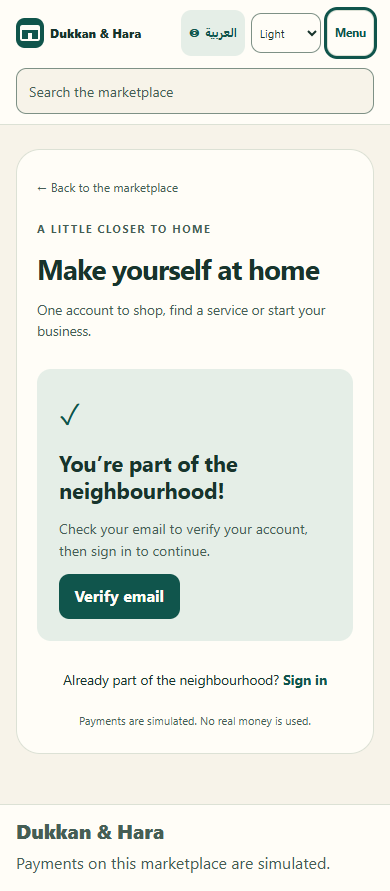 Dukkan & Hara
العربية
Light
Menu
Search the marketplace
← Back to the marketplace
A LITTLE CLOSER TO HOME
Make yourself at home
One account to shop, find a service or start your
business.
✓
You’re part of the
neighbourhood!
Check your email to verify your account,
then sign in to continue.
Verify email
Already part of the neighbourhood? Sign in
Payments are simulated. No real money is used.
Dukkan & Hara
Payments on this marketplace are simulated.